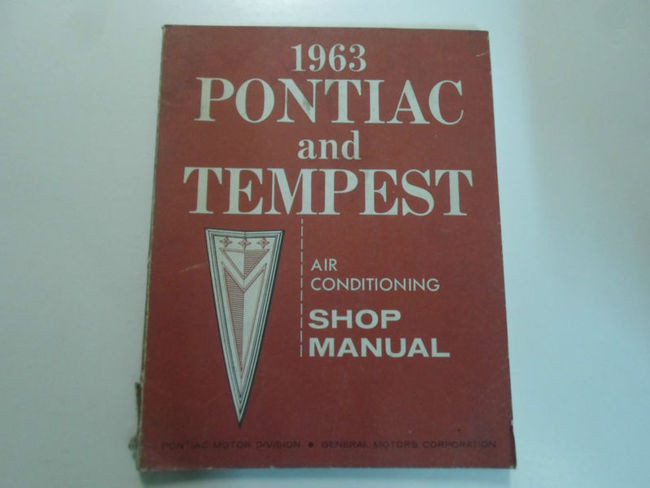 1963
PONTIAC
and
TEMPEST
AIR
CONDITIONING
SHOP
MANUAL
PONTIAC MOTOR DIVISION • GENERAL MOTORS CORPORATION